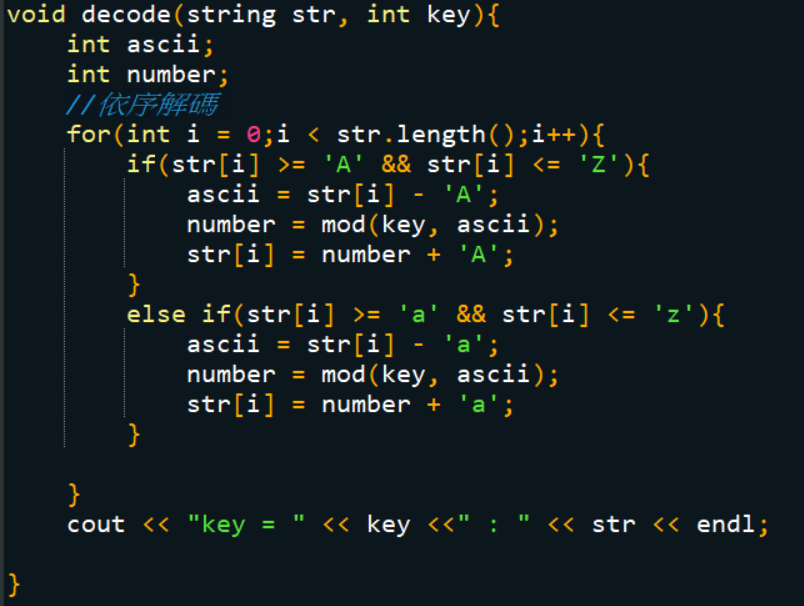 void decode(string str, int key){
    int ascii;
    int number;
    //依序解碼
    for(int i = 0;i < str.length();i++){
        if(str[i] >= 'A' && str[i] <= 'Z'){
            ascii = str[i] - 'A';
            number = mod(key, ascii);
            str[i] = number + 'A';
        }
        else if(str[i] >= 'a' && str[i] <= 'z'){
            ascii = str[i] - 'a';
            number = mod(key, ascii);
            str[i] = number + 'a';
        }
    }
    cout << "key = " << key <<" : " << str << endl;
}